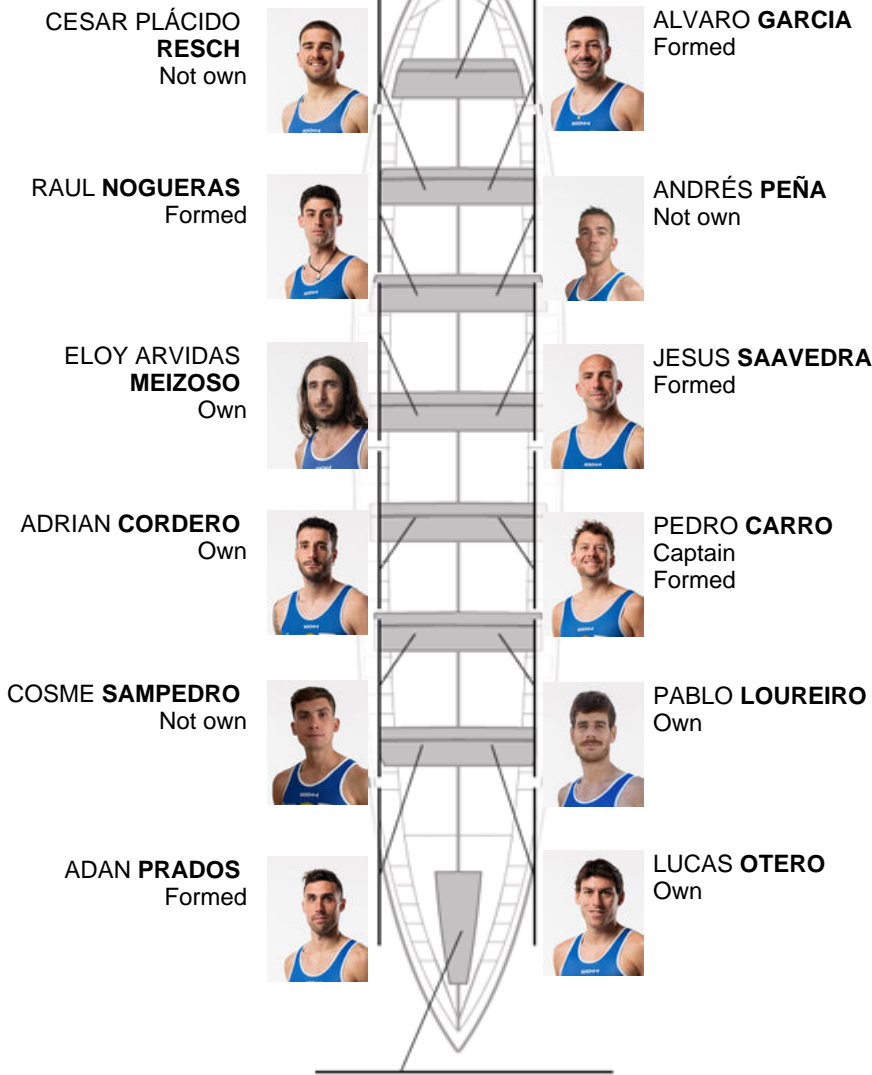 CESAR PLÁCIDO
RESCH
Not own
ALVARO GARCIA
Formed
RAUL NOGUERAS
Formed
ANDRÉS PEÑA
Not own
ELOY ARVIDAS
MEIZOSO
Own
JESUS SAAVEDRA
Formed
ADRIAN CORDERO
Own
PEDRO CARRO
Captain
Formed
COSME SAMPEDRO
Not own
PABLO LOUREIRO
Own
ADAN PRADOS
Formed
LUCAS OTERO
Own